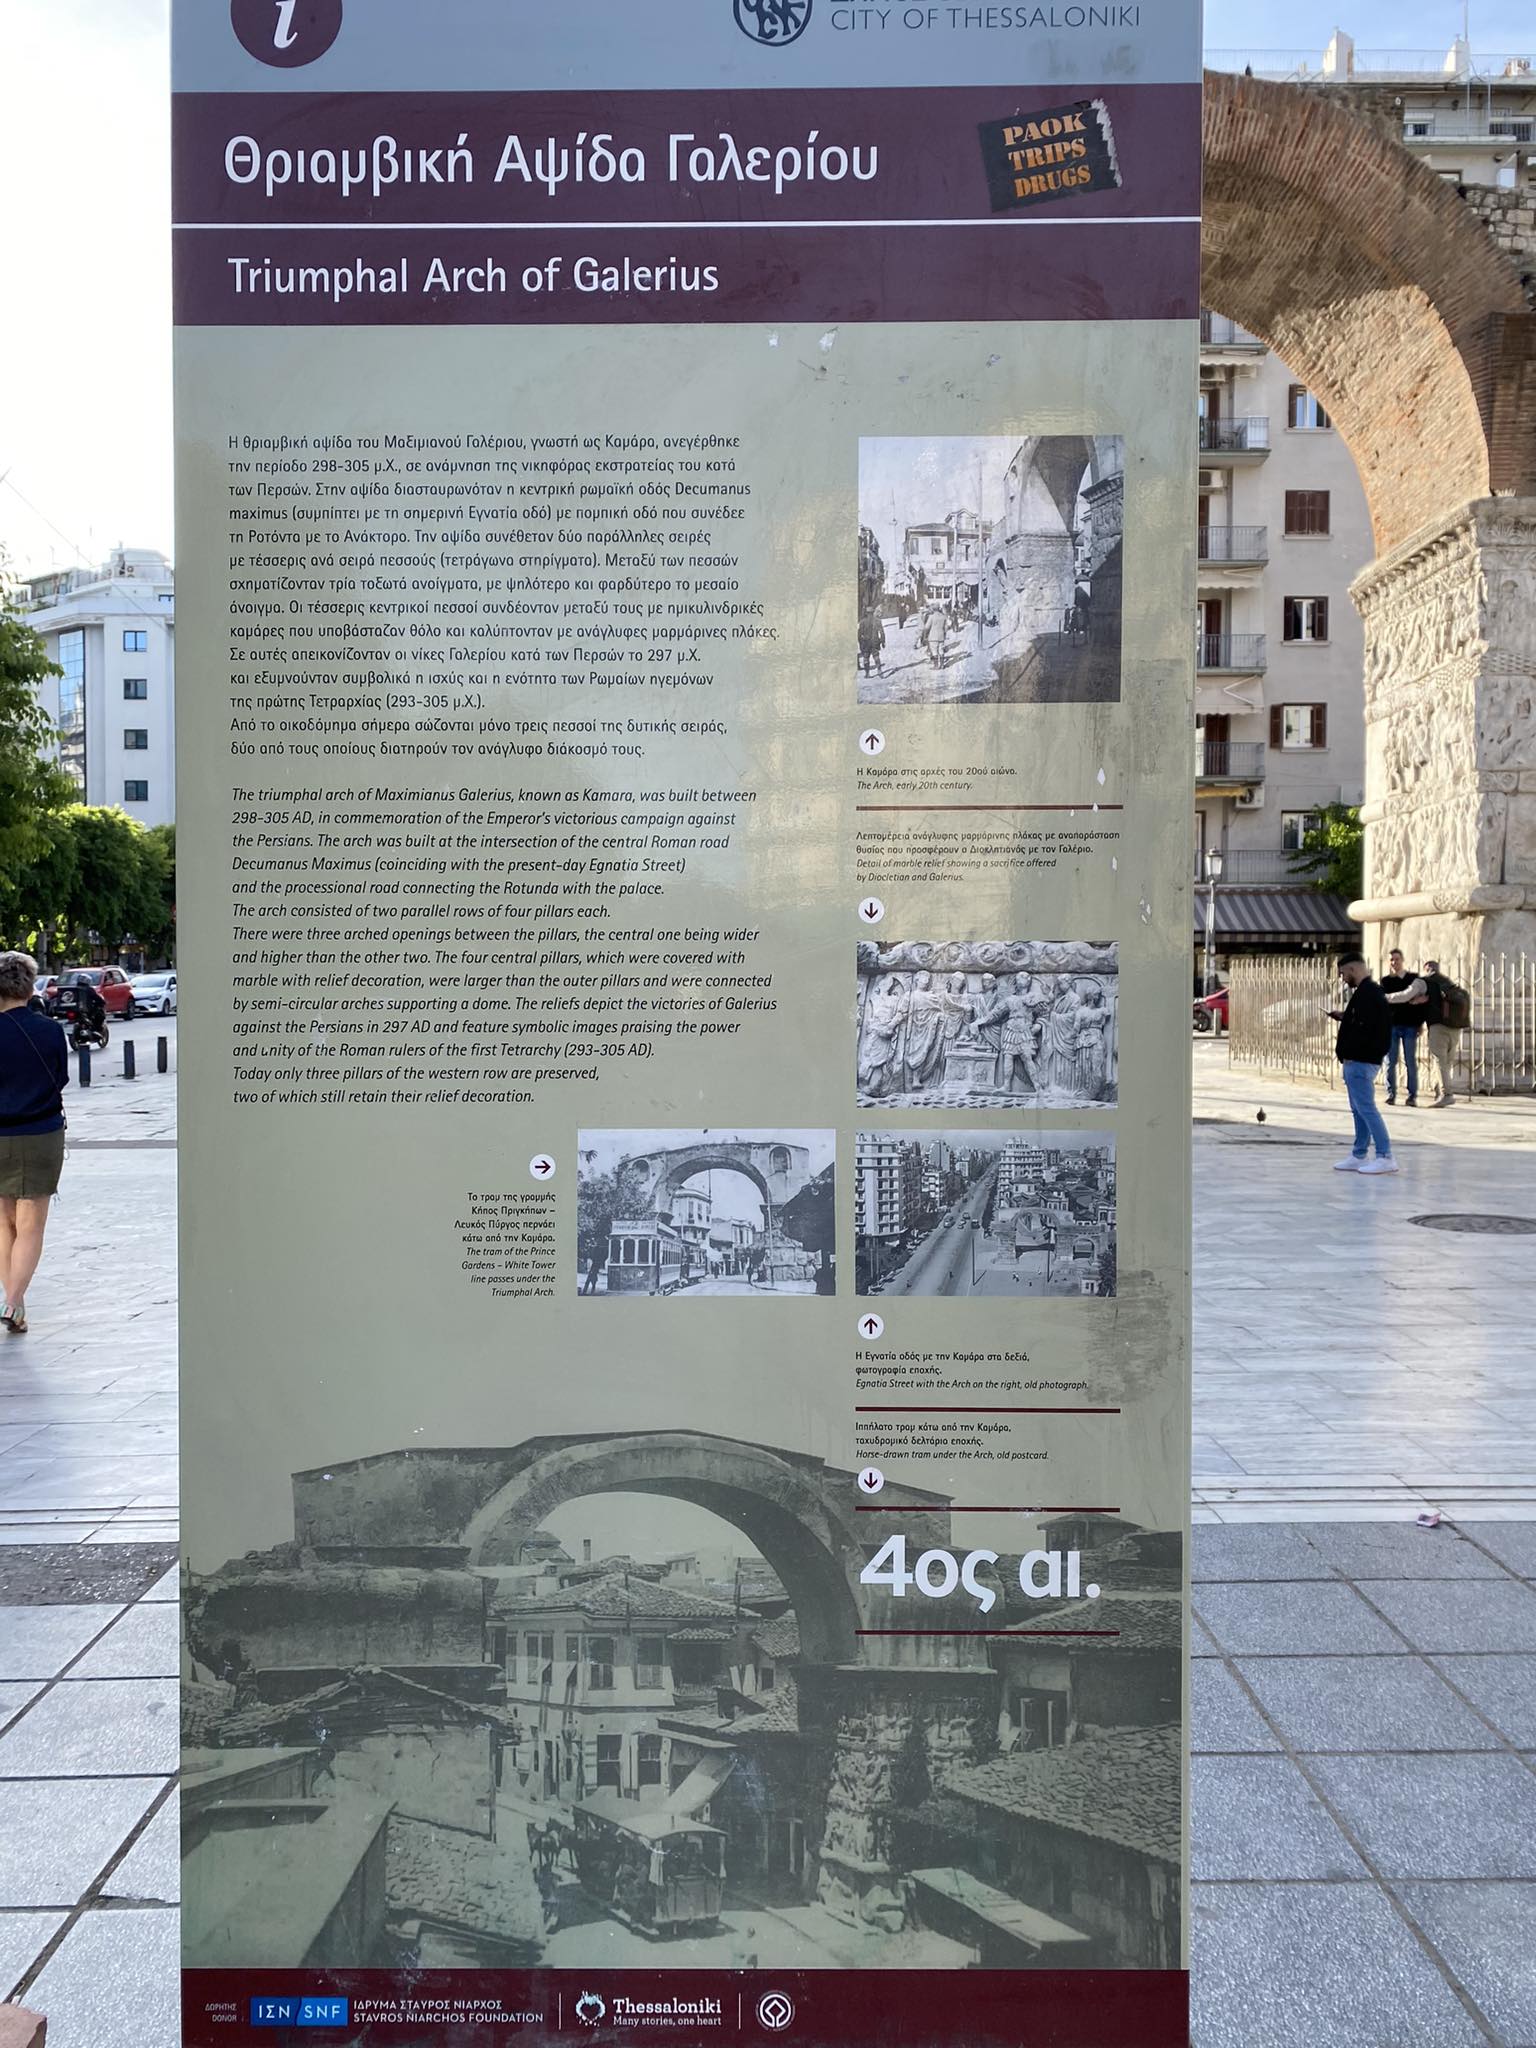 i
CITY OF THESSALONIKI
Θριαμβική Αψίδα Γαλερίου
PAOK
TRIPS
DRUGS
Triumphal Arch of Galerius
Η θριαμβική αψίδα του Μαξιμιανού Γαλέριου, γνωστή ως Καμάρα, ανεγέρθηκε
την περίοδο 298-305 μ.Χ., σε ανάμνηση της νικηφόρας εκστρατείας του κατά
των Περσών. Στην αψίδα διασταυρωνόταν η κεντρική ρωμαϊκή οδός Decumanus
maximus (συμπίπτει με τη σημερινή Εγνατία οδό) με πομπική οδό που συνέδεε
τη Ροτόντα με το Ανάκτορο. Την αψίδα συνέθεταν δύο παράλληλες σειρές
με τέσσερις ανά σειρά πεσσούς (τετράγωνα στηρίγματα). Μεταξύ των πεσσών
σχηματίζονταν τρία τοξωτά ανοίγματα, με ψηλότερο και φαρδύτερο το μεσαίο
άνοιγμα. Οι τέσσερις κεντρικοί πεσσοί συνδέονταν μεταξύ τους με ημικυλινδρικές
καμάρες που υποβάσταζαν θόλο και καλύπτονταν με ανάγλυφες μαρμάρινες πλάκες.
Σε αυτές απεικονίζονταν οι νίκες Γαλερίου κατά των Περσών το 297 μ.Χ.
και εξυμνούνταν συμβολικά η ισχύς και η ενότητα των Ρωμαίων ηγεμόνων
της πρώτης Τετραρχίας (293-305 μ.Χ.).
Από το οικοδόμημα σήμερα σώζονται μόνο τρεις πεσσοί της δυτικής σειράς,
δύο από τους οποίους διατηρούν τον ανάγλυφο διάκοσμό τους.
The triumphal arch of Maximianus Galerius, known as Kamara, was built between
298-305 AD, in commemoration of the Emperor's victorious campaign against
the Persians. The arch was built at the intersection of the central Roman road
Decumanus Maximus (coinciding with the present-day Egnatia Street)
and the processional road connecting the Rotunda with the palace.
The arch consisted of two parallel rows of four pillars each.
There were three arched openings between the pillars, the central one being wider
and higher than the other two. The four central pillars, which were covered with
marble with relief decoration, were larger than the outer pillars and were connected
by semi-circular arches supporting a dome. The reliefs depict the victories of Galerius
against the Persians in 297 AD and feature symbolic images praising the power
and unity of the Roman rulers of the first Tetrarchy (293-305 AD).
Today only three pillars of the western row are preserved,
two of which still retain their relief decoration.
Η Καμάρα στις αρχές του 20ού αιώνα.
The Arch, early 20th century.
Λεπτομέρεια ανάγλυφης μαρμάρινης πλάκας με αναπαράσταση
θυσίας που προσφέρουν ο Διοκλητιανός με τον Γαλέριο.
Detail of marble relief showing a sacrifice offered
by Diocletian and Galerius.
Το τραμ της γραμμής
Κήπος Πριγκήπων –
Λευκός Πύργος περνάει
κάτω από την Καμάρα.
The tram of the Prince
Gardens – White Tower
line passes under the
Triumphal Arch.
Η Εγνατία οδός με την Καμάρα στα δεξιά,
φωτογραφία εποχής.
Egnatia Street with the Arch on the right, old photograph.
Ιππήλατο τραμ κάτω από την Καμάρα,
ταχυδρομικό δελτάριο εποχής.
Horse-drawn tram under the Arch, old postcard.
4ος αι.
ΔΩΡΗΤΗΣ
DONOR
ΙΣΝ SNF
ΙΔΡΥΜΑ ΣΤΑΥΡΟΣ ΝΙΑΡΧΟΣ
STAVROS NIARCHOS FOUNDATION
Thessaloniki
Many stories, one heart